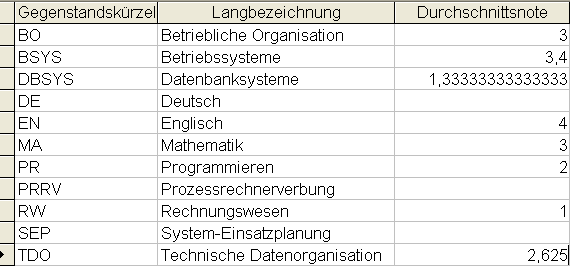 Gegenstandskürzel Langbezeichnung Durchschnittsnote
BO Betriebliche Organisation 3
BSYS Betriebssysteme 3,4
DBSYS Datenbanksysteme 1,33333333333333
DE Deutsch
EN Englisch 4
MA Mathematik 3
PR Programmieren 2
PRRV Prozessrechnerverbung
RW Rechnungswesen 1
SEP System-Einsatzplanung
TDO Technische Datenorganisation 2,625